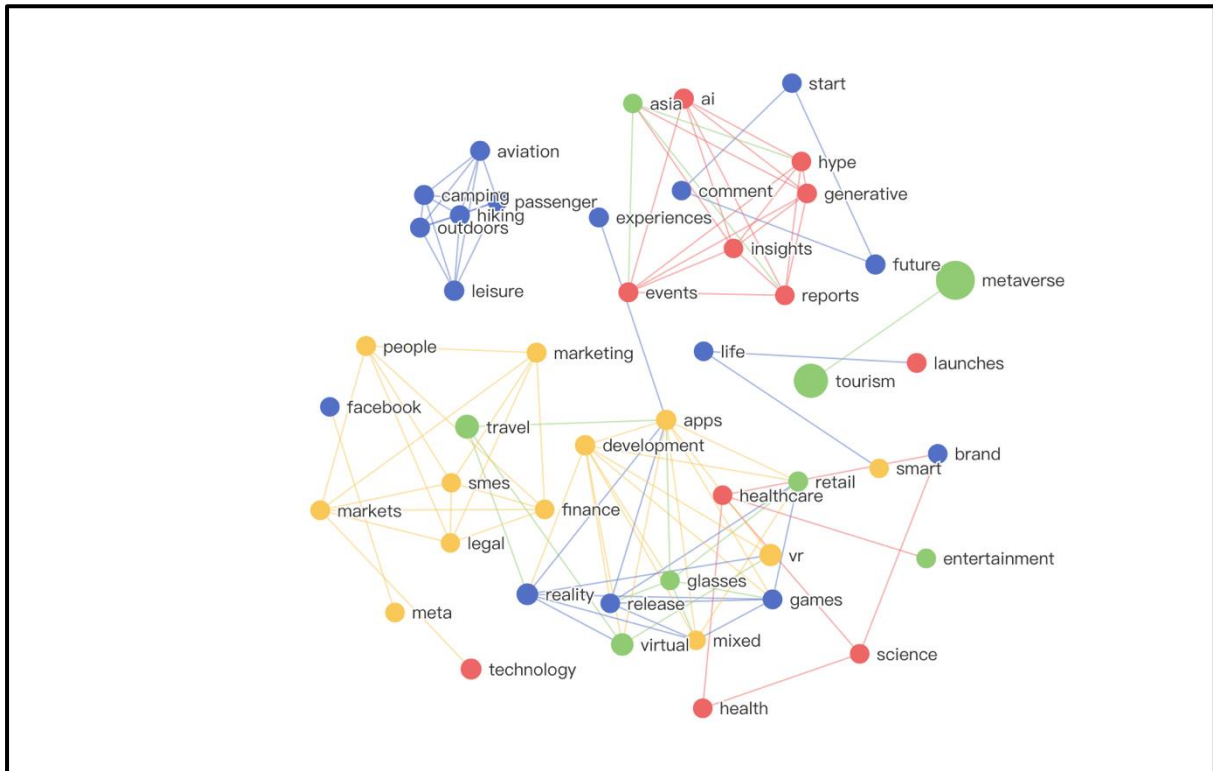 start
asia
ai
aviation
hype
camping
comment
generative
passenger
hiking
experiences
outdoors
insights
future
metaverse
leisure
events
reports
people
marketing
life
launches
tourism
facebook
travel
apps
development
brand
smart
smes
retail
healthcare
markets
finance
legal
vr
entertainment
glasses
reality
release
games
meta
virtual
mixed
science
technology
health